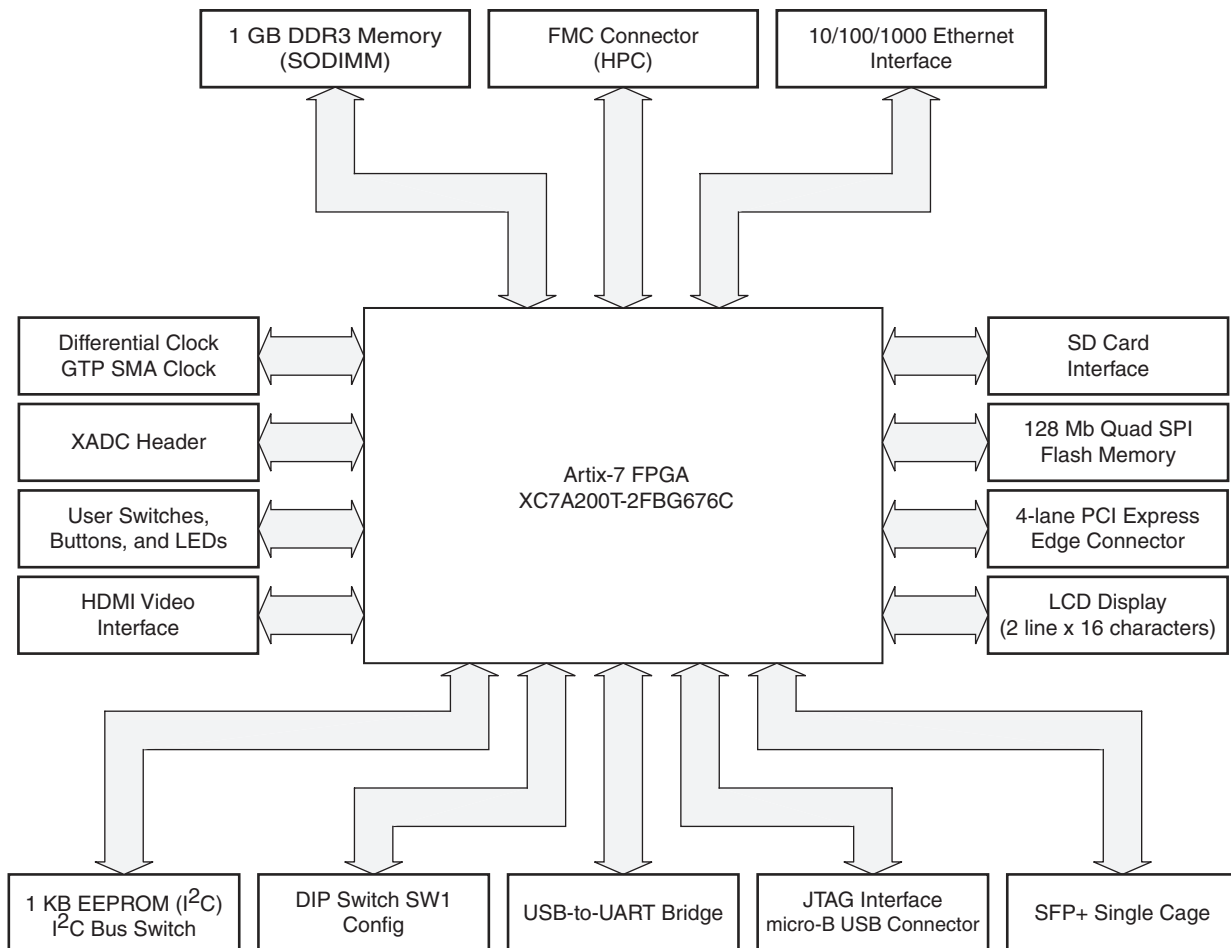 1 GB DDR3 Memory
(SODIMM)
FMC Connector
(HPC)
10/100/1000 Ethernet
Interface
Differential Clock
GTP SMA Clock
XADC Header
User Switches,
Buttons, and LEDs
HDMI Video
Interface
Artix-7 FPGA
XC7A200T-2FBG676C
SD Card
Interface
128 Mb Quad SPI
Flash Memory
4-lane PCI Express
Edge Connector
LCD Display
(2 line x 16 characters)
1 KB EEPROM (I²C)
I²C Bus Switch
DIP Switch SW1
Config
USB-to-UART Bridge
JTAG Interface
micro-B USB Connector
SFP+ Single Cage